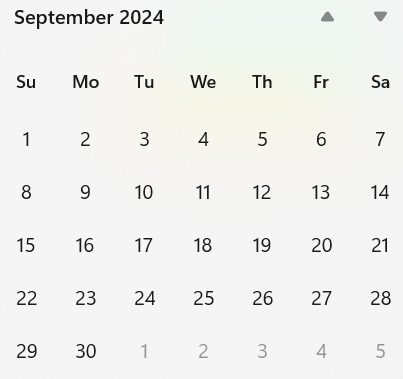 September 2024
Su Mo Tu We Th Fr Sa
1 2 3 4 5 6 7
8 9 10 11 12 13 14
15 16 17 18 19 20 21
22 23 24 25 26 27 28
29 30 1 2 3 4 5